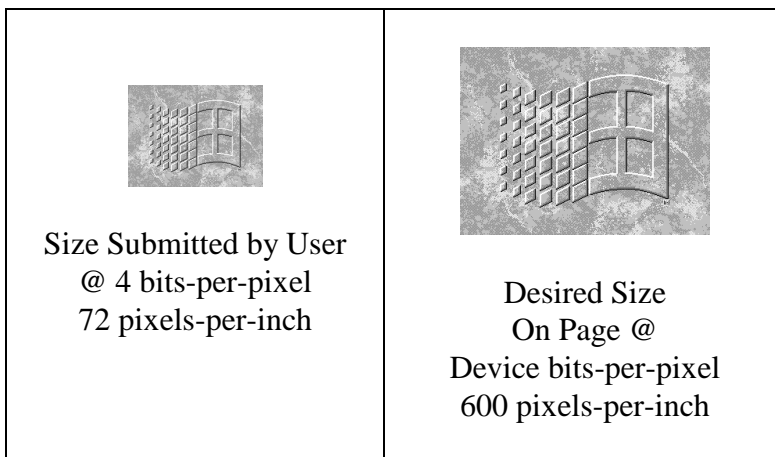 Size Submitted by User
@ 4 bits-per-pixel
72 pixels-per-inch
Desired Size
On Page @
Device bits-per-pixel
600 pixels-per-inch